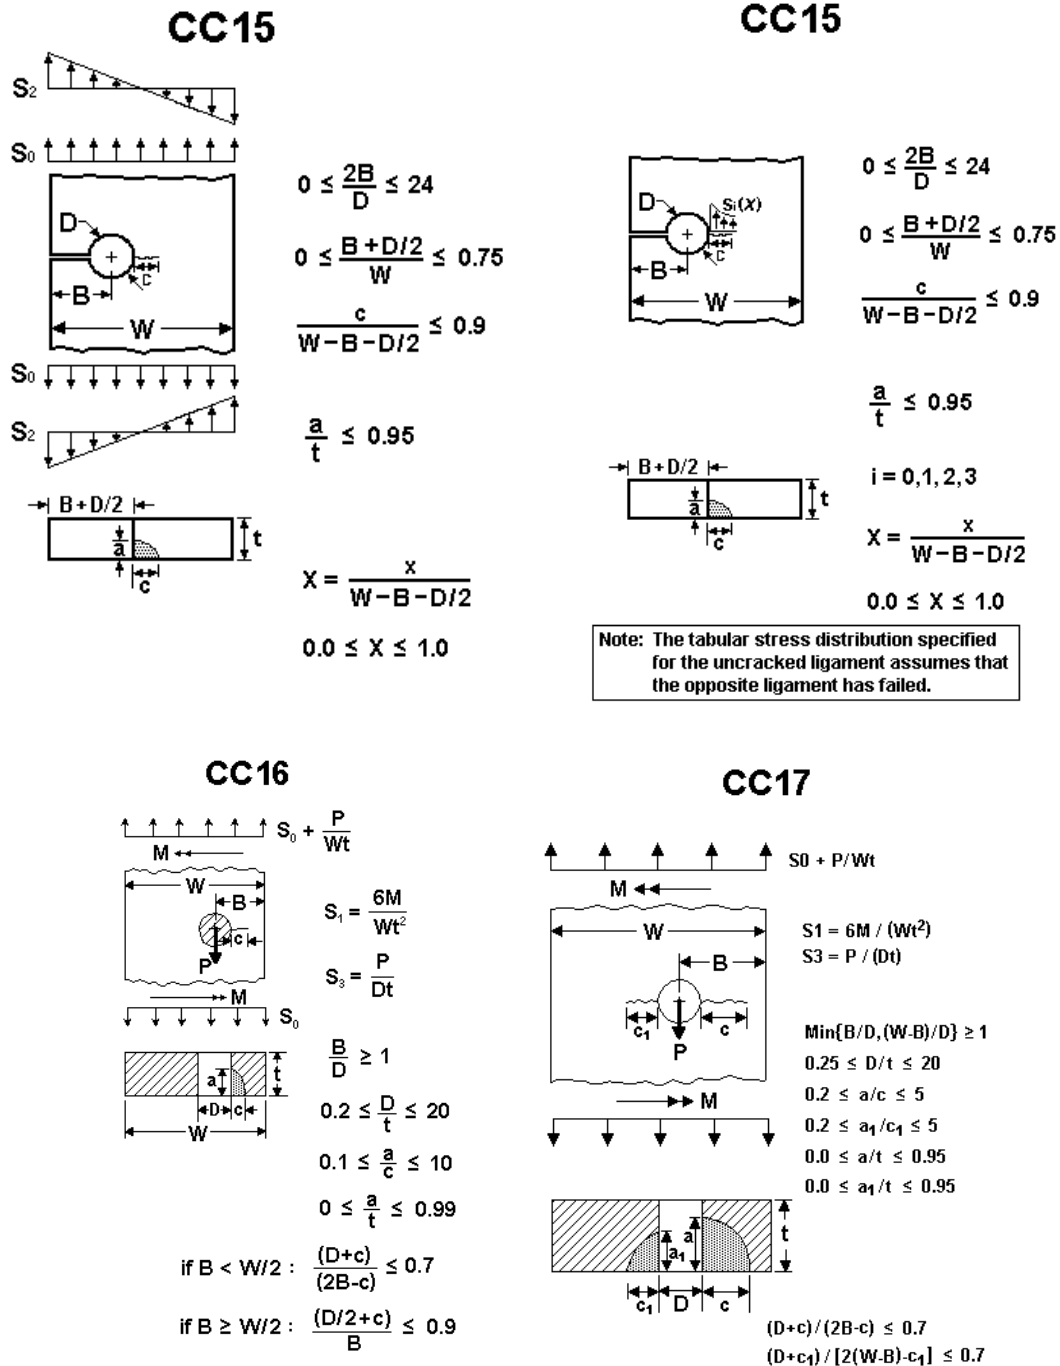 CC15
S₂
S₀
D
c
B
W
S₀
S₂
B + D/2
a
t
c
0 ≤ 2B/D ≤ 24
0 ≤ (B + D/2)/W ≤ 0.75
c/(W – B – D/2) ≤ 0.9
a/t ≤ 0.95
X = x/(W – B – D/2)
0.0 ≤ X ≤ 1.0
CC15
D
Sᵢ(X)
c
B
W
B + D/2
a
t
c
0 ≤ 2B/D ≤ 24
0 ≤ (B + D/2)/W ≤ 0.75
c/(W – B – D/2) ≤ 0.9
a/t ≤ 0.95
i = 0, 1, 2, 3
X = x/(W – B – D/2)
0.0 ≤ X ≤ 1.0
Note: The tabular stress distribution specified
for the uncracked ligament assumes that
the opposite ligament has failed.
CC16
S₀ + P/Wt
M
W
B
c
P
M
S₀
a
t
D
c
W
S₁ = 6M/Wt²
S₃ = P/Dt
B/D ≥ 1
0.2 ≤ D/t ≤ 20
0.1 ≤ a/c ≤ 10
0 ≤ a/t ≤ 0.99
if B < W/2 : (D+c)/(2B-c) ≤ 0.7
if B ≥ W/2 : (D/2+c)/B ≤ 0.9
CC17
S0 + P/Wt
M
W
B
c₁
c
P
M
S1 = 6M / (Wt²)
S3 = P / (Dt)
Min{B/D, (W-B)/D} ≥ 1
0.25 ≤ D/t ≤ 20
0.2 ≤ a/c ≤ 5
0.2 ≤ a₁/c₁ ≤ 5
0.0 ≤ a/t ≤ 0.95
0.0 ≤ a₁/t ≤ 0.95
a
a₁
t
c₁
D
c
(D+c) / (2B-c) ≤ 0.7
(D+c₁) / [2(W-B)-c₁] ≤ 0.7